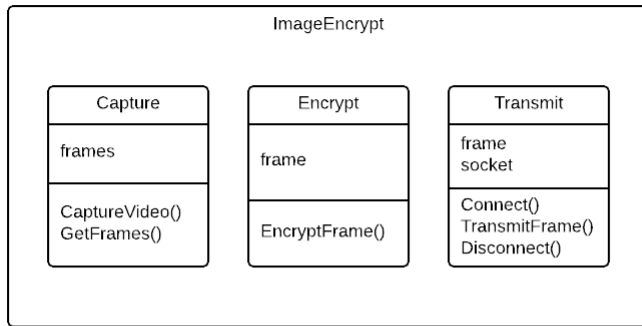 ImageEncrypt
Capture
frames
CaptureVideo()
GetFrames()
Encrypt
frame
EncryptFrame()
Transmit
frame
socket
Connect()
TransmitFrame()
Disconnect()